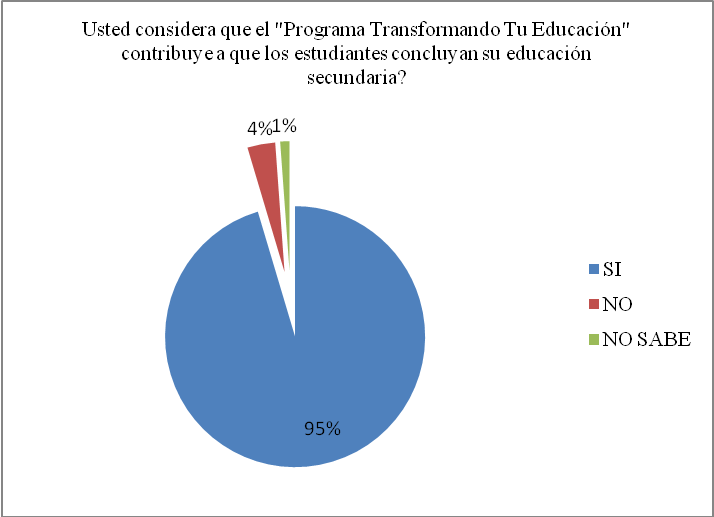 Usted considera que el "Programa Transformando Tu Educación"
contribuye a que los estudiantes concluyan su educación
secundaria?
4%
1%
95%
SI
NO
NO SABE